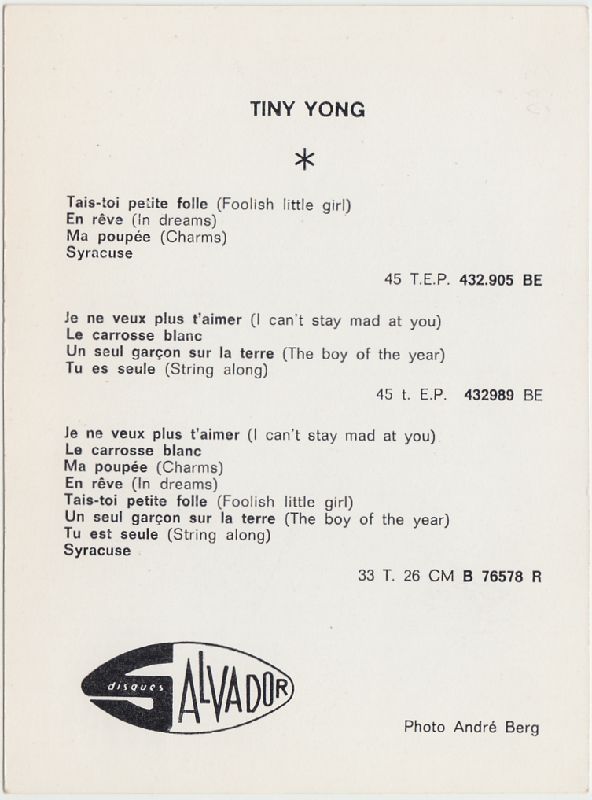 TINY YONG
*
Tais-toi petite folle (Foolish little girl)
En rêve (In dreams)
Ma poupée (Charms)
Syracuse
45 T.E.P. 432.905 BE
Je ne veux plus t'aimer (I can't stay mad at you)
Le carrosse blanc
Un seul garçon sur la terre (The boy of the year)
Tu es seule (String along)
45 t. E.P. 432989 BE
Je ne veux plus t'aimer (I can't stay mad at you)
Le carrosse blanc
Ma poupée (Charms)
En rêve (In dreams)
Tais-toi petite folle (Foolish little girl)
Un seul garçon sur la terre (The boy of the year)
Tu est seule (String along)
Syracuse
33 T. 26 CM B 76578 R
disques SALVADOR
Photo André Berg